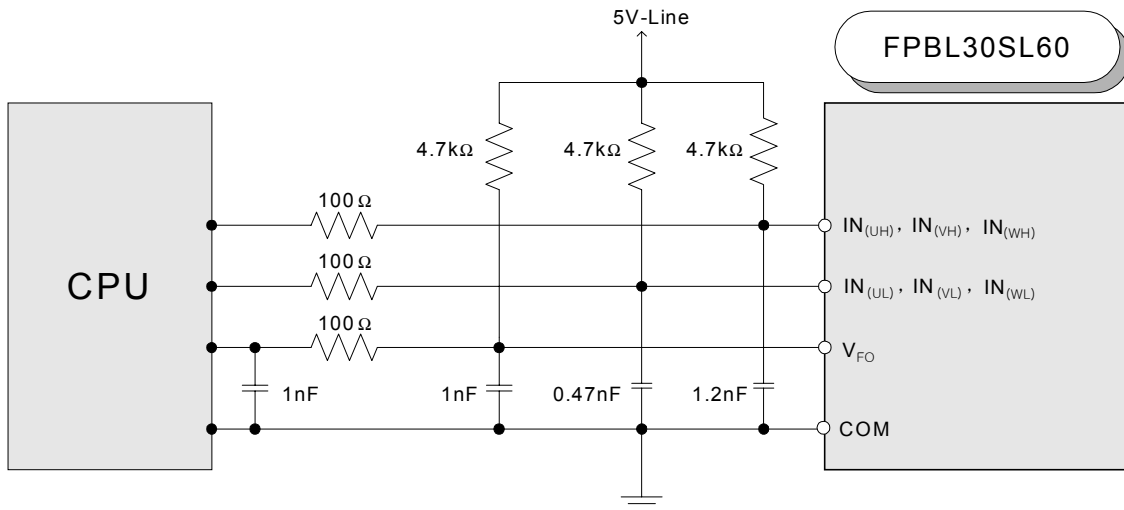 5V-Line
FPBL30SL60
4.7kΩ 4.7kΩ 4.7kΩ
100Ω
IN(UH), IN(VH), IN(WH)
CPU
100Ω
IN(UL), IN(VL), IN(WL)
100Ω
VFO
1nF 1nF 0.47nF 1.2nF
COM